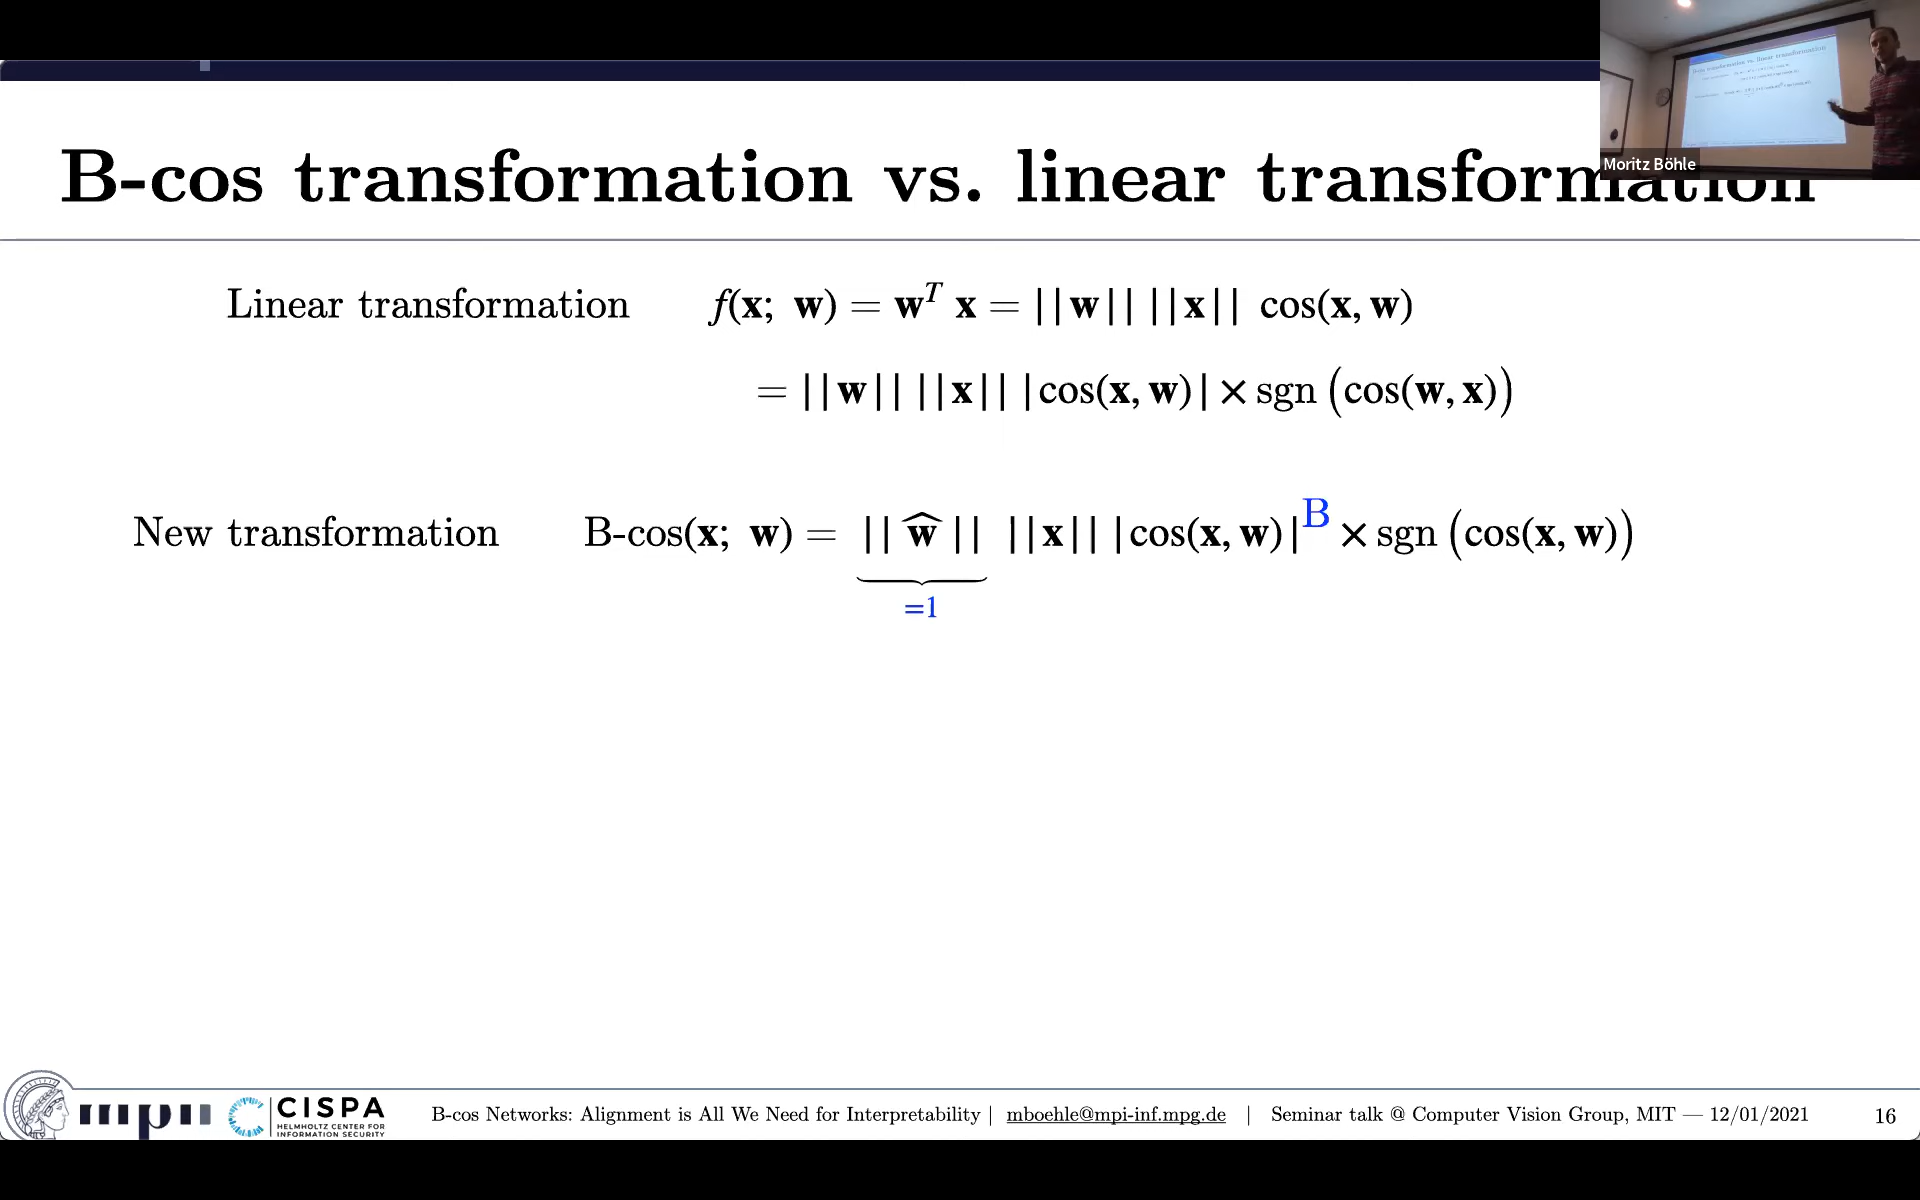 Moritz Böhle
B-cos transformation vs. linear transformation
Linear transformation f(x; w) = w^T x = ||w|| ||x|| cos(x, w)
= ||w|| ||x|| |cos(x, w)| × sgn (cos(w, x))
New transformation B-cos(x; w) = || ŵ || ||x|| |cos(x, w)|^B × sgn (cos(x, w))
=1
mpii CISPA
HELMHOLTZ CENTER FOR
INFORMATION SECURITY
B-cos Networks: Alignment is All We Need for Interpretability | mboehle@mpi-inf.mpg.de | Seminar talk @ Computer Vision Group, MIT — 12/01/2021 16